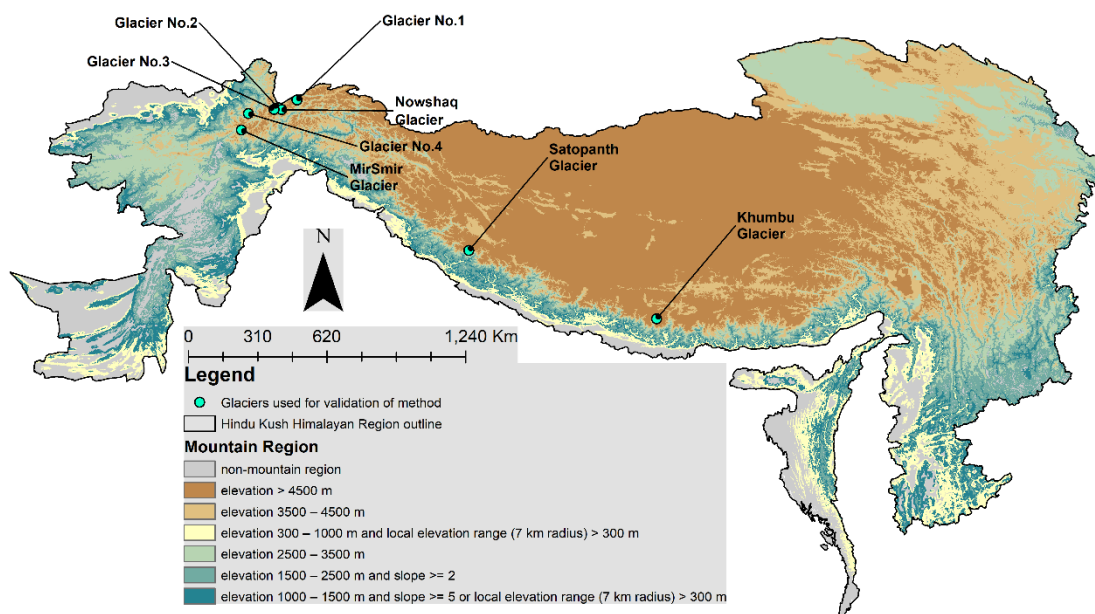 Glacier No.2
Glacier No.1
Glacier No.3
Nowshaq
Glacier
Glacier No.4
MirSmir
Glacier
Satopanth
Glacier
Khumbu
Glacier
N
0 310 620 1,240 Km
Legend
Glaciers used for validation of method
Hindu Kush Himalayan Region outline
Mountain Region
non-mountain region
elevation > 4500 m
elevation 3500 – 4500 m
elevation 300 – 1000 m and local elevation range (7 km radius) > 300 m
elevation 2500 – 3500 m
elevation 1500 – 2500 m and slope >= 2
elevation 1000 – 1500 m and slope >= 5 or local elevation range (7 km radius) > 300 m